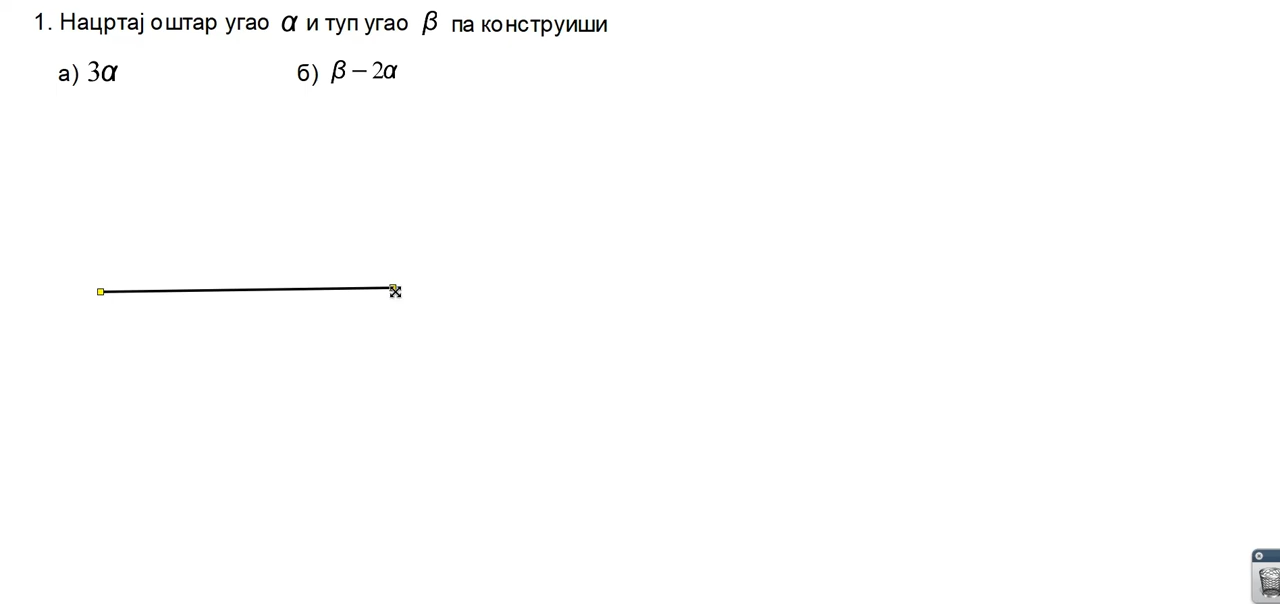 1. Нацртај оштар угао α и туп угао β па конструиши
а) 3α б) β – 2α